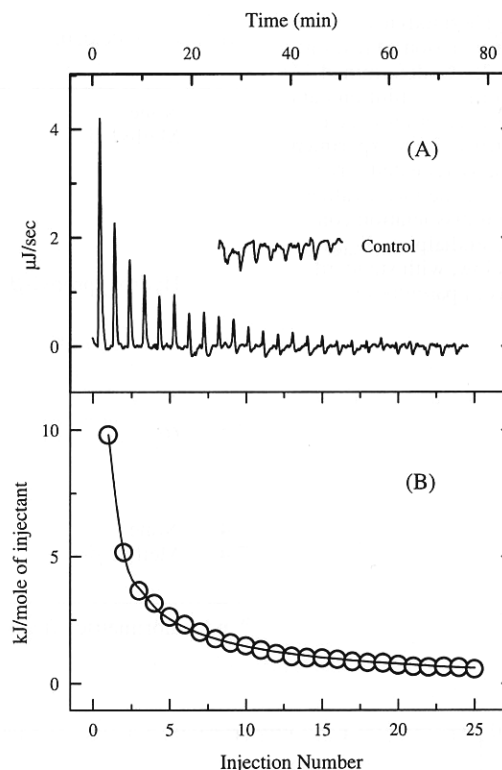 Time (min)
0 20 40 60 80
(A)
4
2
0
μJ/sec
Control
(B)
10
5
0
kJ/mole of injectant
0 5 10 15 20 25
Injection Number